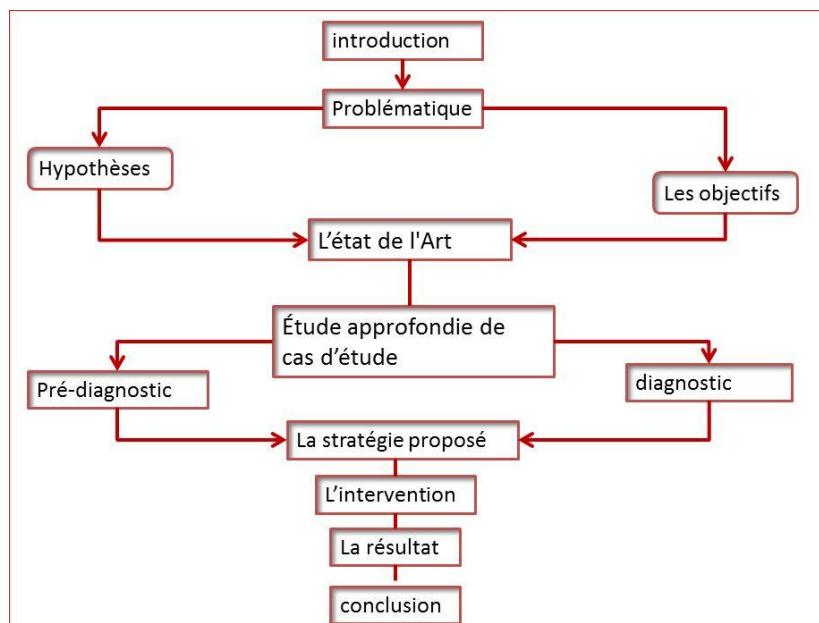 introduction
Problématique
Hypothèses
Les objectifs
L’état de l'Art
Étude approfondie de
cas d’étude
Pré-diagnostic
diagnostic
La stratégie proposé
L’intervention
La résultat
conclusion